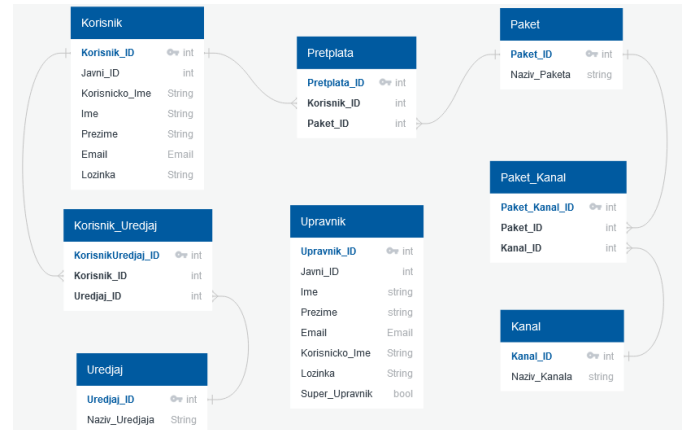 Korisnik
Korisnik_ID int
Javni_ID int
Korisnicko_Ime String
Ime String
Prezime String
Email Email
Lozinka String
Pretplata
Pretplata_ID int
Korisnik_ID int
Paket_ID int
Paket
Paket_ID int
Naziv_Paketa string
Paket_Kanal
Paket_Kanal_ID int
Paket_ID int
Kanal_ID int
Korisnik_Uredjaj
KorisnikUredjaj_ID int
Korisnik_ID int
Uredjaj_ID int
Upravnik
Upravnik_ID int
Javni_ID int
Ime string
Prezime string
Email Email
Korisnicko_Ime String
Lozinka String
Super_Upravnik bool
Kanal
Kanal_ID int
Naziv_Kanala string
Uredjaj
Uredjaj_ID int
Naziv_Uredjaja String